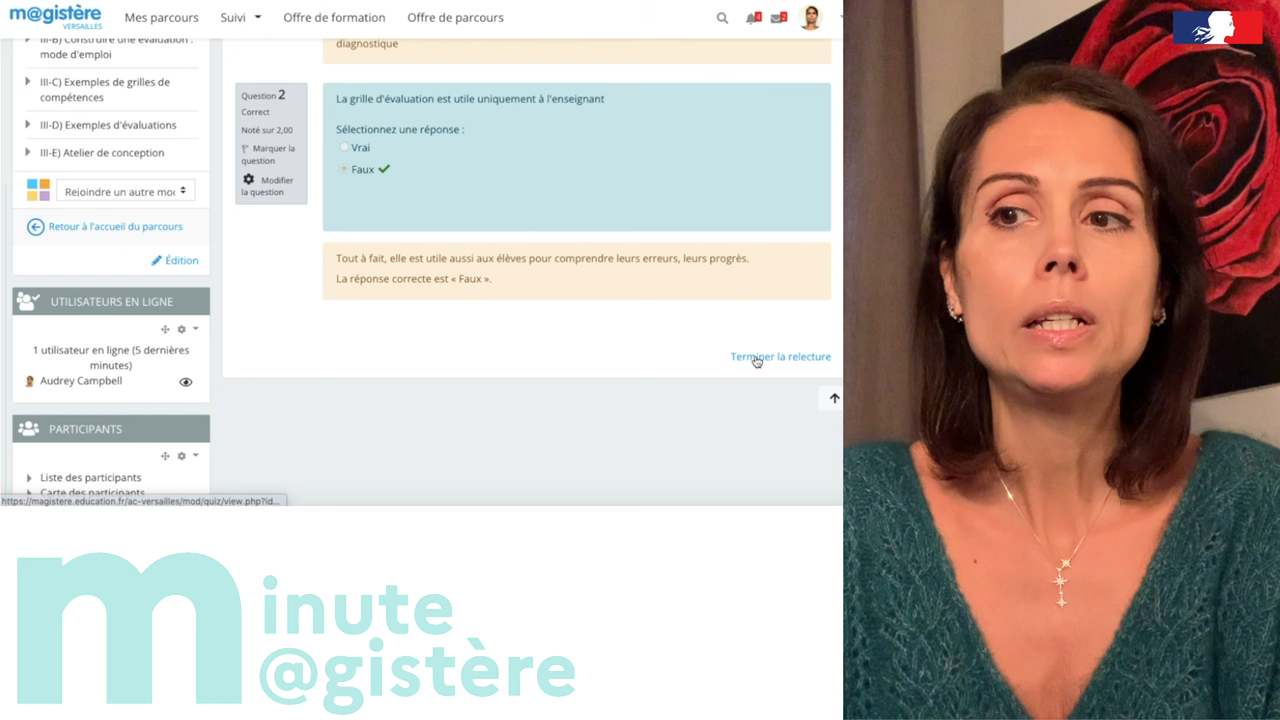 m@gistère
VERSAILLES
Mes parcours
Suivi
Offre de formation
Offre de parcours
4
2
III-B) Construire une évaluation :
mode d'emploi
III-C) Exemples de grilles de
compétences
III-D) Exemples d'évaluations
III-E) Atelier de conception
Rejoindre un autre mo
Retour à l'accueil du parcours
Édition
UTILISATEURS EN LIGNE
1 utilisateur en ligne (5 dernières
minutes)
Audrey Campbell
PARTICIPANTS
Liste des participants
Carte des participants
https://magistere.education.fr/ac-versailles/mod/quiz/view.php?id...
diagnostique
Question 2
Correct
Noté sur 2,00
Marquer la
question
Modifier
la question
La grille d'évaluation est utile uniquement à l'enseignant
Sélectionnez une réponse :
Vrai
Faux
Tout à fait, elle est utile aussi aux élèves pour comprendre leurs erreurs, leurs progrès.
La réponse correcte est « Faux ».
Terminer la relecture
minute
m@gistère